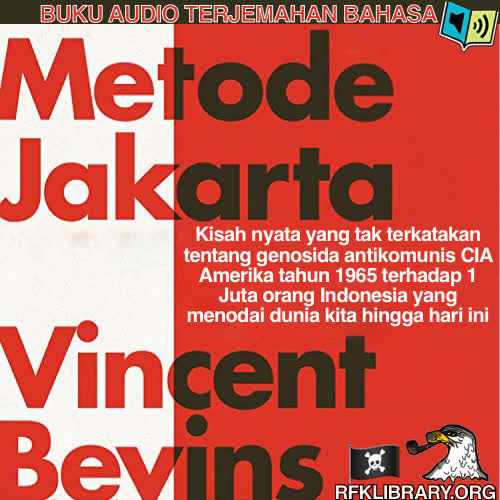 BUKU AUDIO TERJEMAHAN BAHASA
Metode
Jakarta
Kisah nyata yang tak terkatakan
tentang genosida antikomunis CIA
Amerika tahun 1965 terhadap 1
Juta orang Indonesia yang
menodai dunia kita hingga hari ini
Vincent
Bevins
RFKLIBRARY.ORG